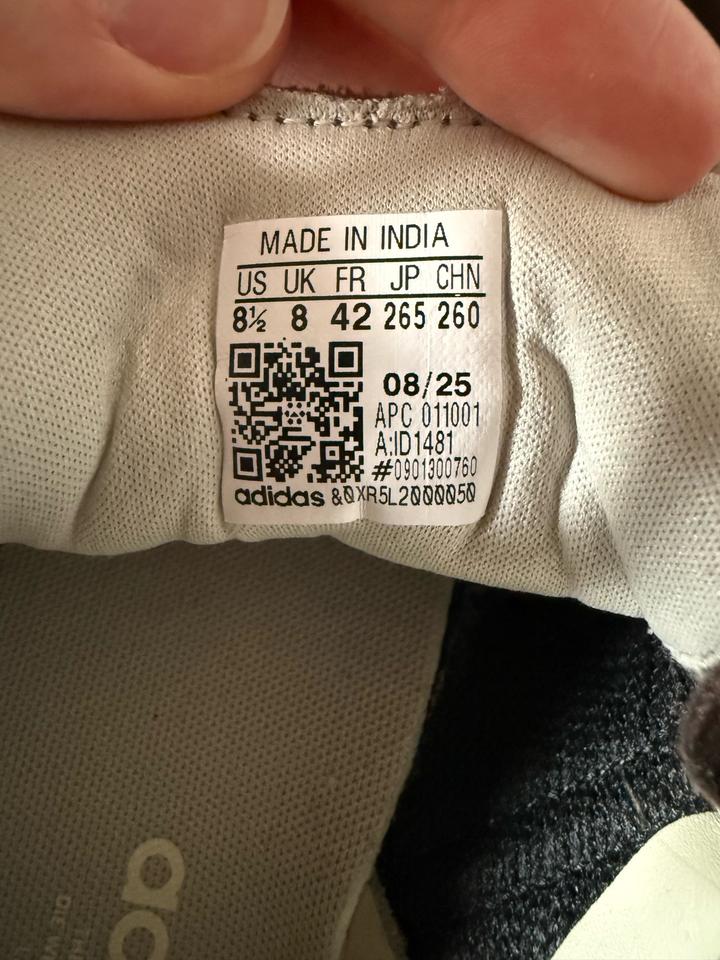 MADE IN INDIA
US UK FR JP CHN
8½ 8 42 265 260
08/25
APC 011001
A:ID1481
#0901300760
adidas &0XR5L2000050